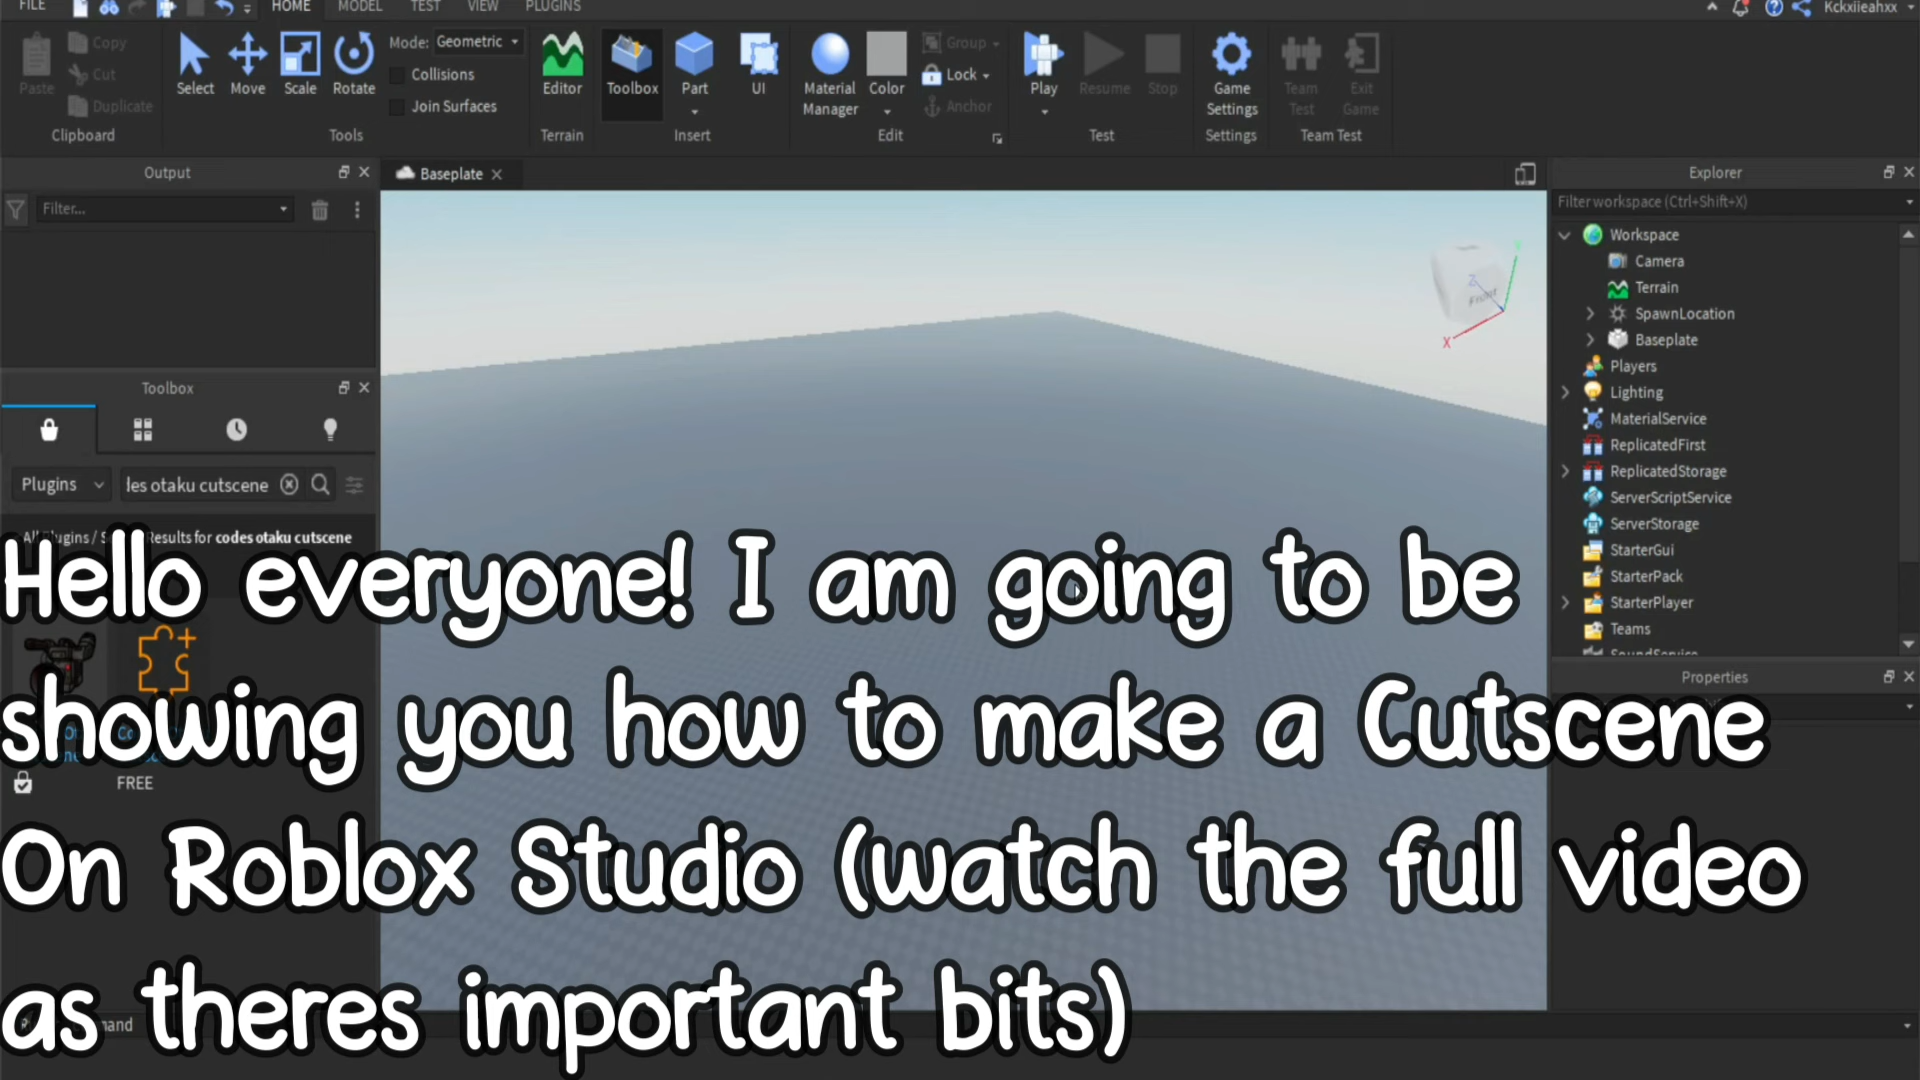 FILE HOME MODEL TEST VIEW PLUGINS Kckxiieahxx
Paste Copy Cut Duplicate
Clipboard
Select Move Scale Rotate
Mode: Geometric
Collisions
Join Surfaces
Tools
Editor
Terrain
Toolbox Part UI
Insert
Material Manager Color
Group
Lock
Anchor
Edit
Play Resume Stop
Test
Game Settings
Settings
Team Test Exit Game
Team Test
Output
Filter...
Baseplate
Toolbox
Plugins
les otaku cutscene
Results for codes otaku cutscene
FREE
Explorer
Filter workspace (Ctrl+Shift+X)
Workspace
Camera
Terrain
SpawnLocation
Baseplate
Players
Lighting
MaterialService
ReplicatedFirst
ReplicatedStorage
ServerScriptService
ServerStorage
StarterGui
StarterPack
StarterPlayer
Teams
SoundService
Properties
Front
X
Z
Hello everyone! I am going to be
showing you how to make a Cutscene
On Roblox Studio (watch the full video
as theres important bits)